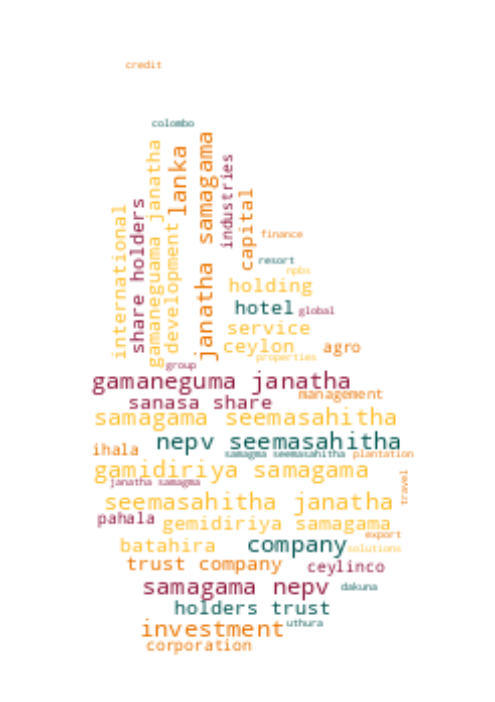 credit
colombo
international
share holders
gamaneguama janatha
development
lanka
janatha samagama
industries
capital
finance
resort
npbs
holding
hotel
global
service
ceylon
agro
properties
group
gamaneguma janatha
management
sanasa share
samagama seemasahitha
nepv seemasahitha
ihala
samagma seemasahitha
plantation
gamidiriya samagama
janatha samagma
travel
seemasahitha janatha
pahala
gemidiriya samagama
export
batahira
company
solutions
trust company
ceylinco
samagama nepv
dakuna
holders trust
investment
uthura
corporation